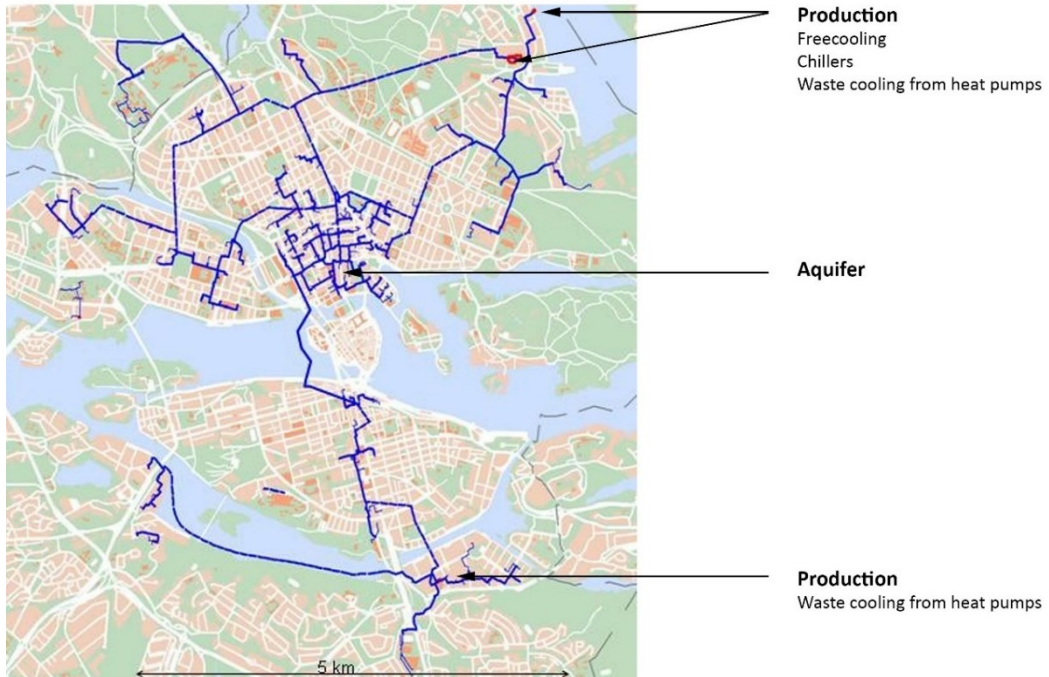 Production
Freecooling
Chillers
Waste cooling from heat pumps
Aquifer
Production
Waste cooling from heat pumps
5 km